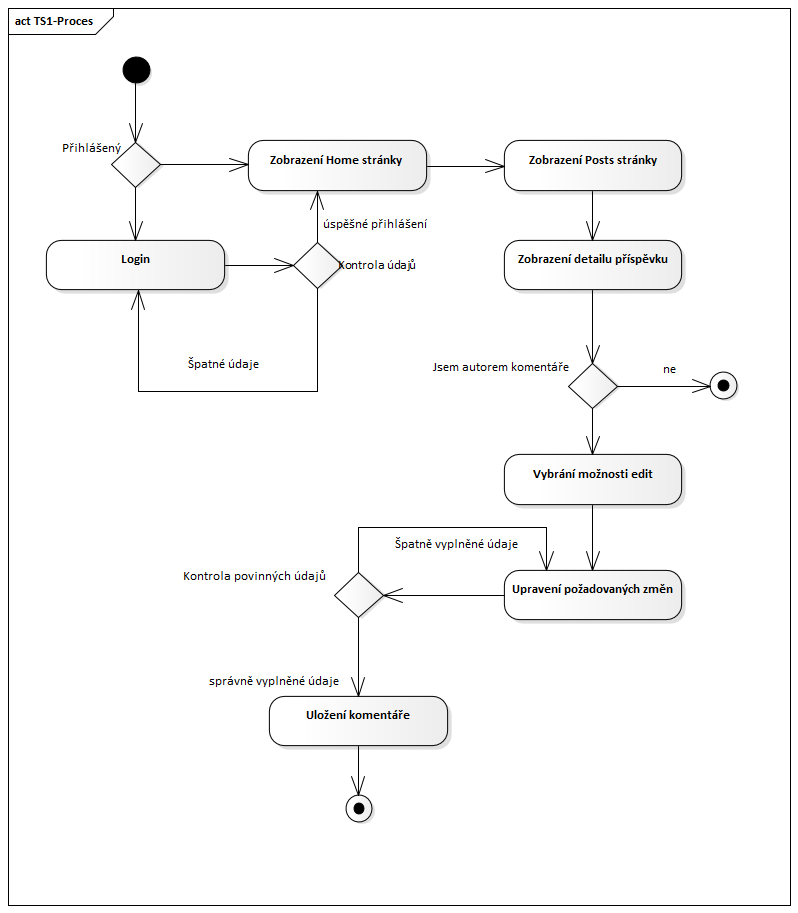 act TS1-Proces
Přihlášený
Zobrazení Home stránky
Zobrazení Posts stránky
úspěšné přihlášení
Login
Kontrola údajů
Zobrazení detailu příspěvku
Špatné údaje
Jsem autorem komentáře
ne
Vybrání možnosti edit
Špatně vyplněné údaje
Kontrola povinných údajů
Upravení požadovaných změn
správně vyplněné údaje
Uložení komentáře